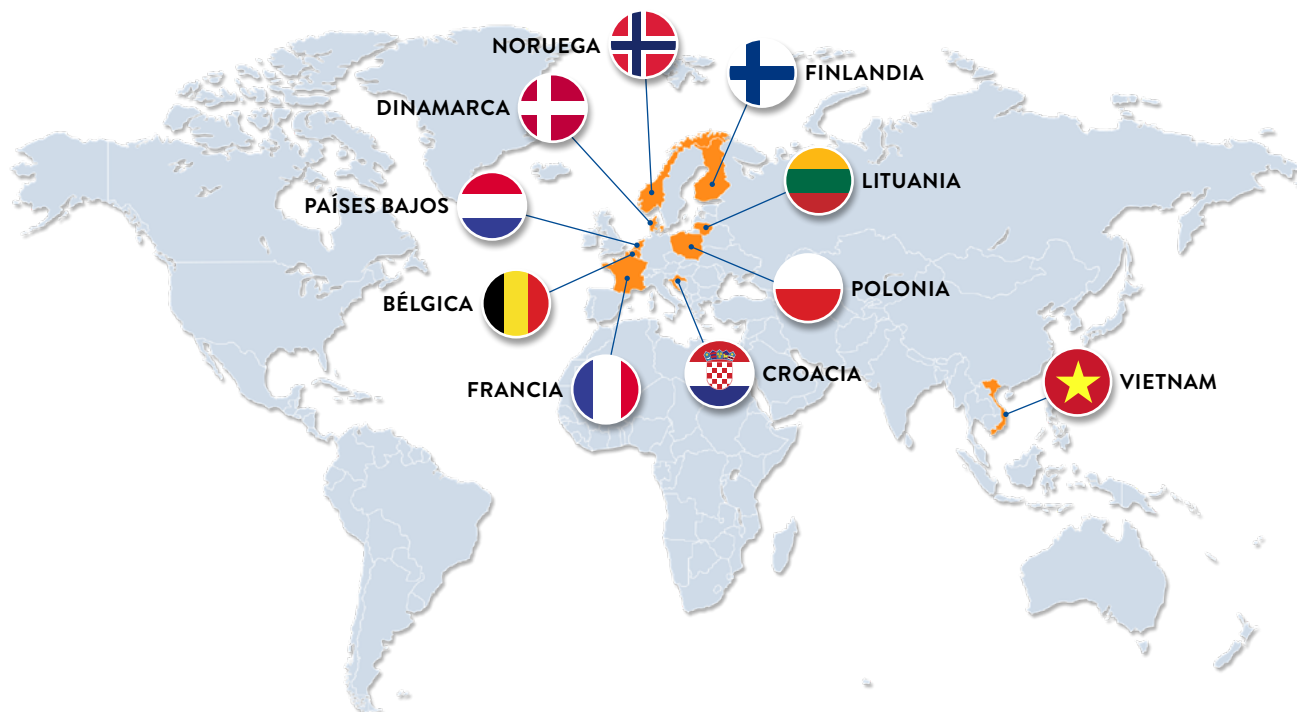 NORUEGA
FINLANDIA
DINAMARCA
LITUANIA
PAÍSES BAJOS
POLONIA
BÉLGICA
CROACIA
VIETNAM
FRANCIA